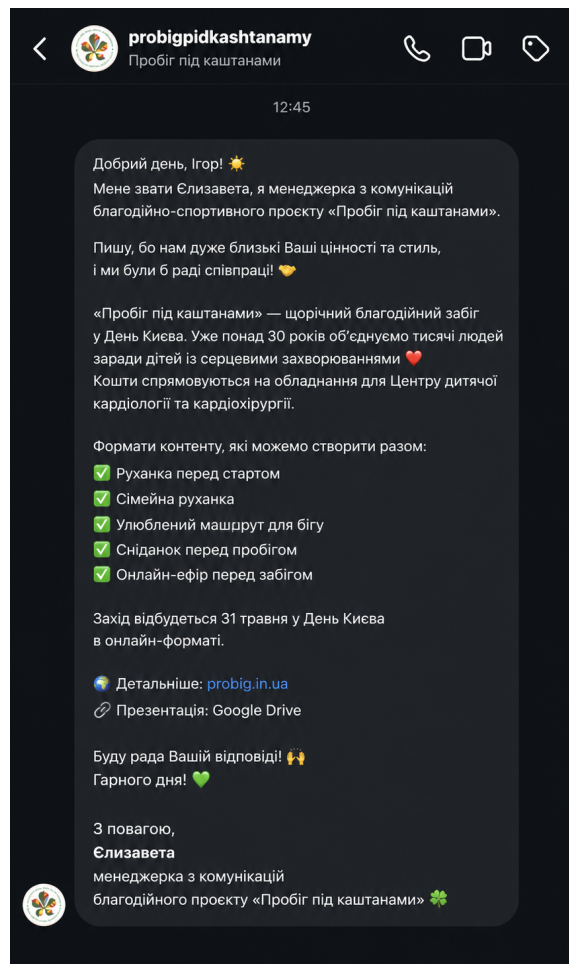 probigpidkashtanamy
Пробіг під каштанами
12:45
Добрий день, Ігор! ☀️
Мене звати Єлизавета, я менеджерка з комунікацій
благодійно-спортивного проєкту «Пробіг під каштанами».
Пишу, бо нам дуже близькі Ваші цінності та стиль,
і ми були б раді співпраці! 🤝
«Пробіг під каштанами» — щорічний благодійний забіг
у День Києва. Уже понад 30 років об’єднуємо тисячі людей
заради дітей із серцевими захворюваннями ❤️
Кошти спрямовуються на обладнання для Центру дитячої
кардіології та кардіохірургії.
Формати контенту, які можемо створити разом:
✅ Руханка перед стартом
✅ Сімейна руханка
✅ Улюблений маршрут для бігу
✅ Сніданок перед пробігом
✅ Онлайн-ефір перед забігом
Захід відбудеться 31 травня у День Києва
в онлайн-форматі.
🌍 Детальніше: probig.in.ua
🔗 Презентація: Google Drive
Буду рада Вашій відповіді! 🙌
Гарного дня! 💚
З повагою,
Єлизавета
менеджерка з комунікацій
благодійного проєкту «Пробіг під каштанами» 🍀